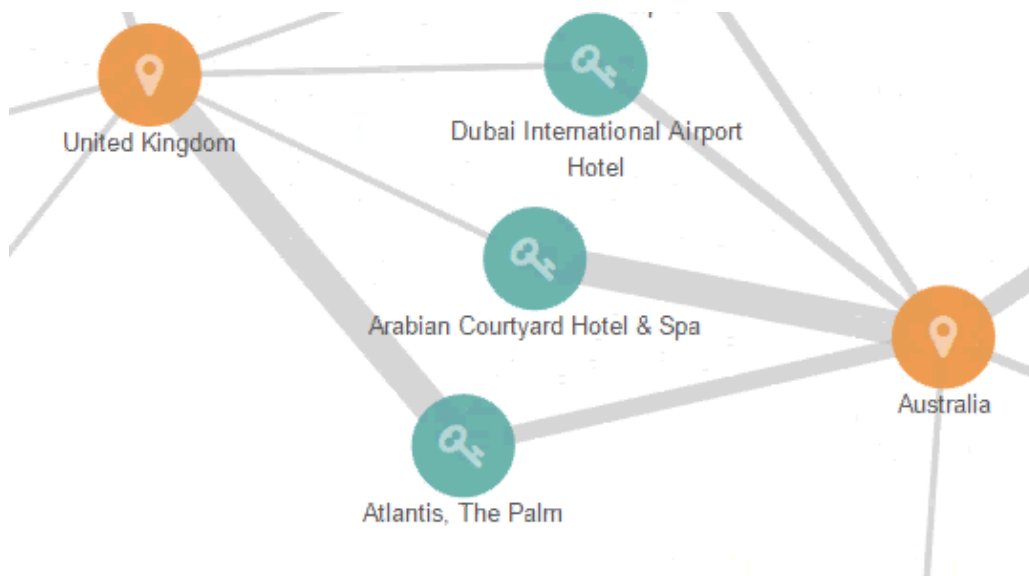 United Kingdom
Dubai International Airport
Hotel
Arabian Courtyard Hotel & Spa
Australia
Atlantis, The Palm